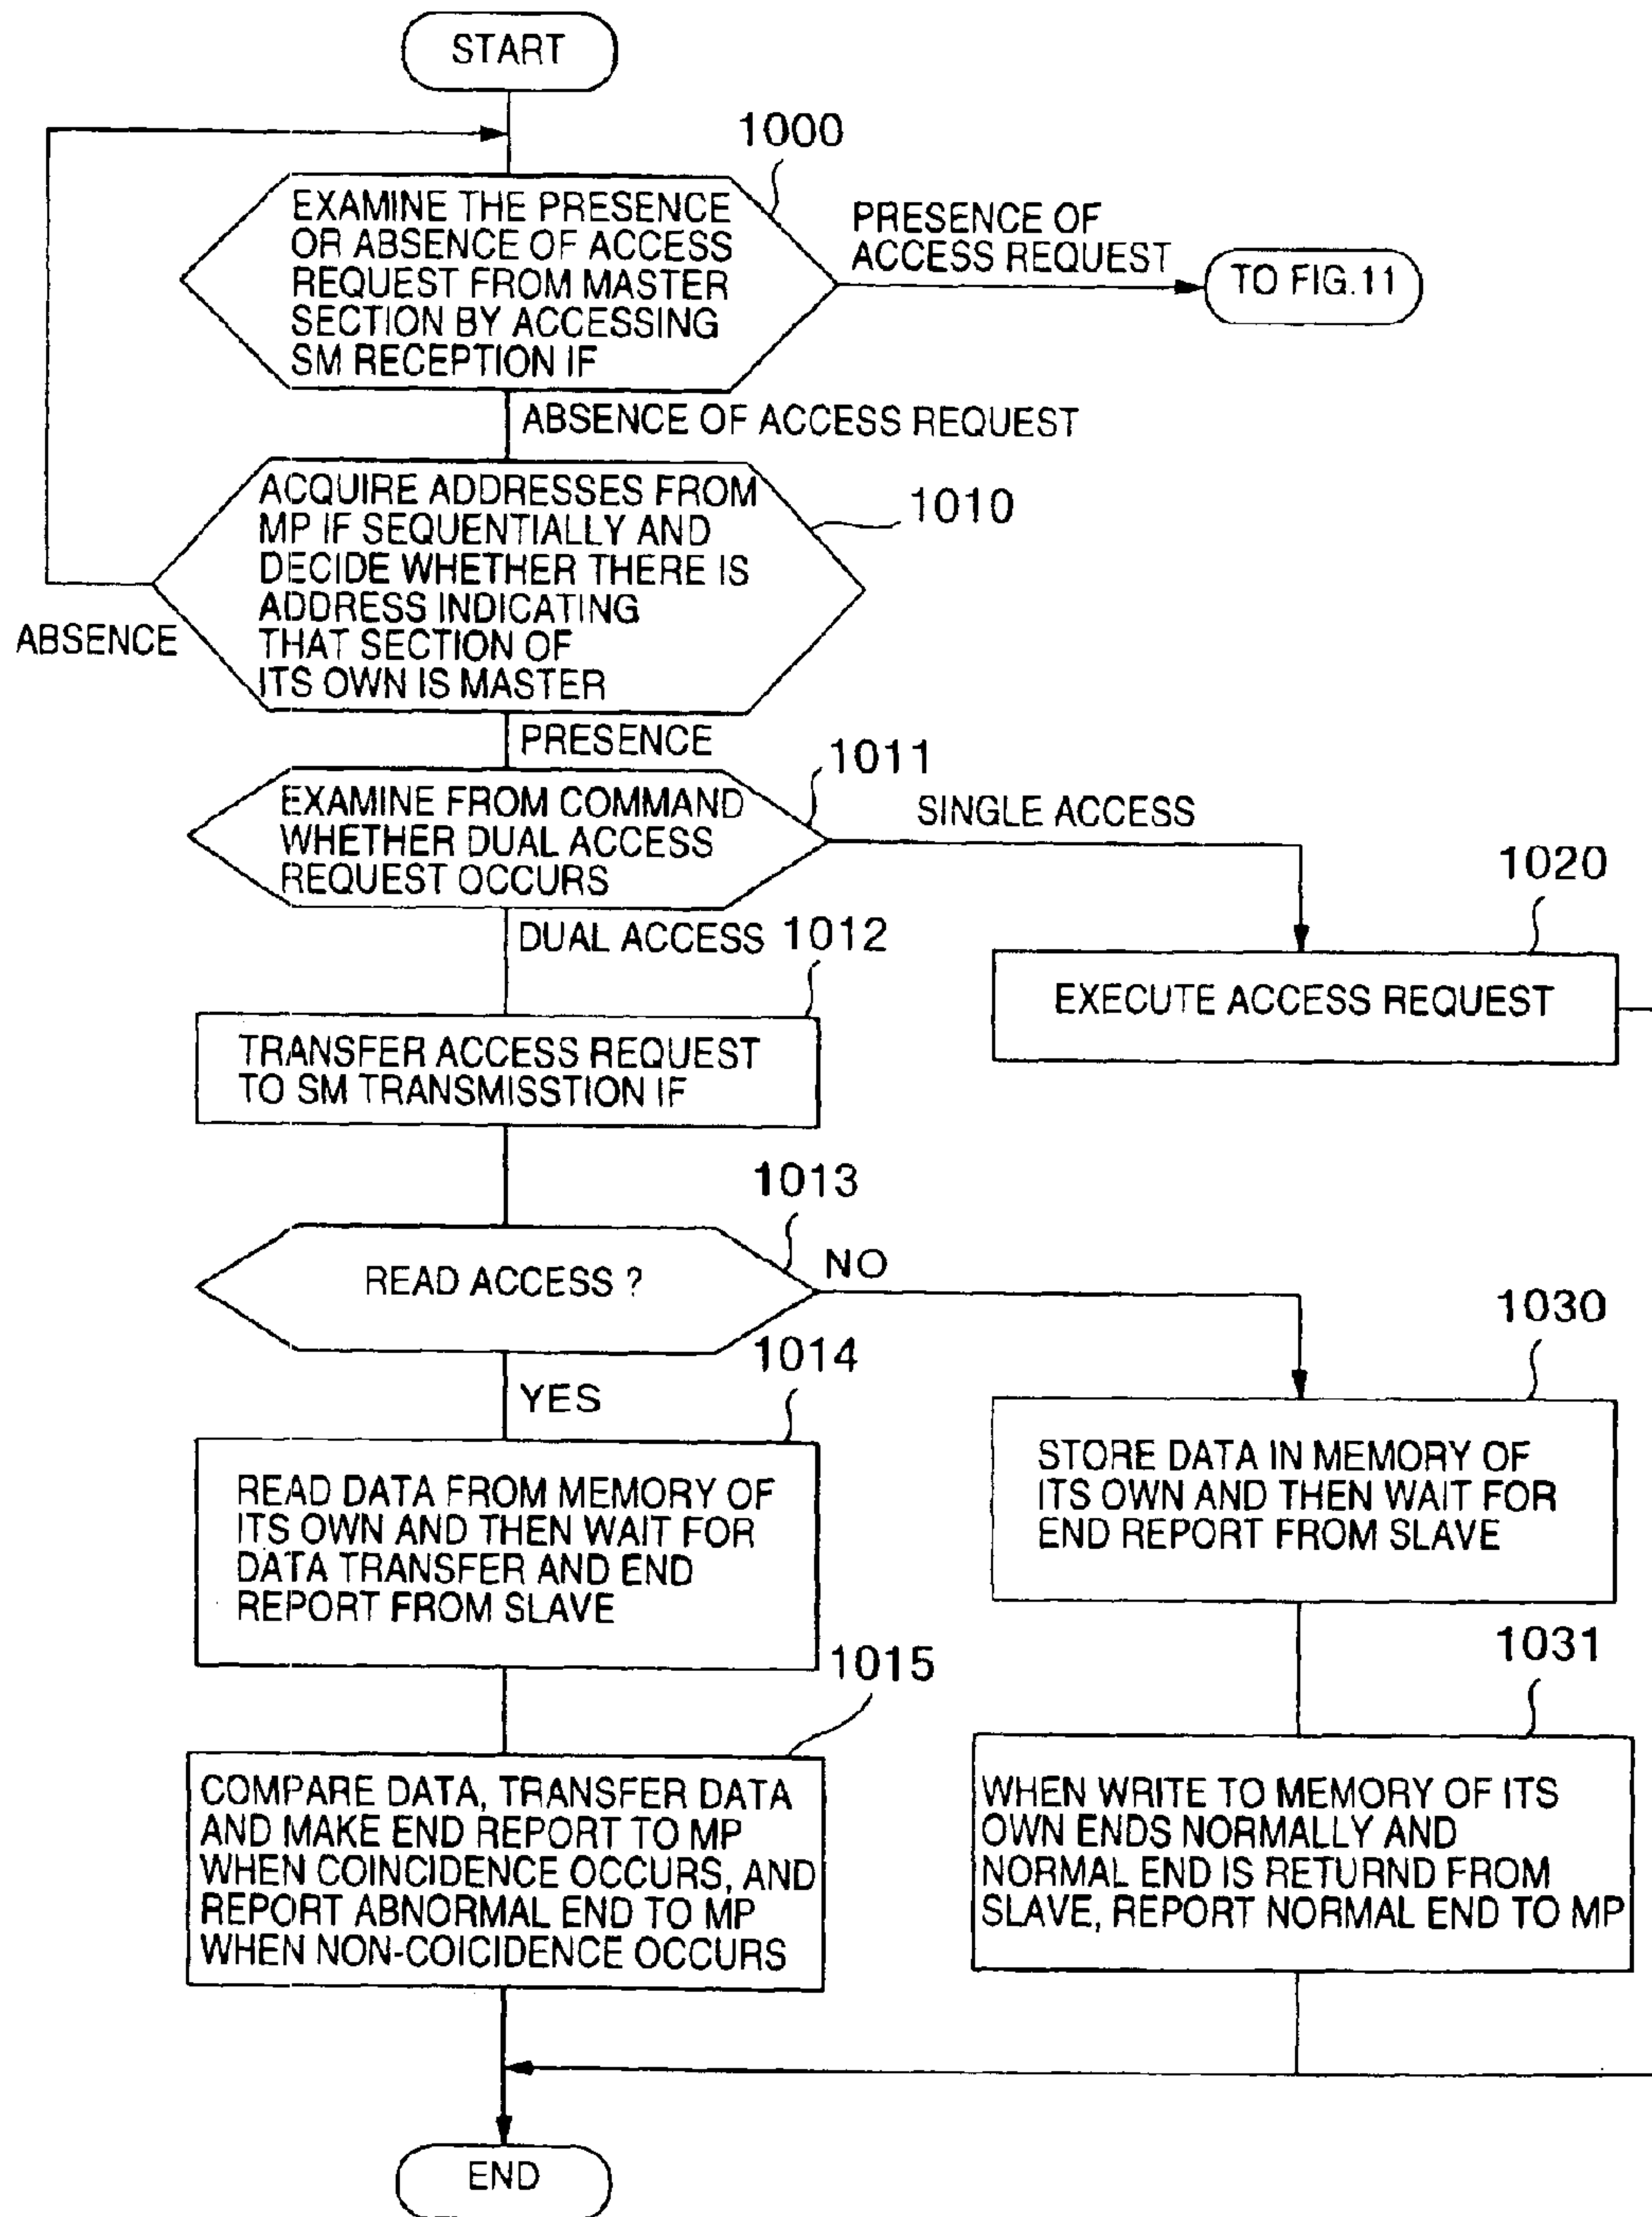 START
1000
EXAMINE THE PRESENCE
OR ABSENCE OF ACCESS
REQUEST FROM MASTER
SECTION BY ACCESSING
SM RECEPTION IF
PRESENCE OF
ACCESS REQUEST
TO FIG.11
ABSENCE OF ACCESS REQUEST
ACQUIRE ADDRESSES FROM
MP IF SEQUENTIALLY AND
DECIDE WHETHER THERE IS
ADDRESS INDICATING
THAT SECTION OF
ITS OWN IS MASTER
1010
ABSENCE
PRESENCE
1011
EXAMINE FROM COMMAND
WHETHER DUAL ACCESS
REQUEST OCCURS
SINGLE ACCESS
1020
EXECUTE ACCESS REQUEST
DUAL ACCESS
1012
TRANSFER ACCESS REQUEST
TO SM TRANSMISSTION IF
1013
READ ACCESS ?
NO
1030
STORE DATA IN MEMORY OF
ITS OWN AND THEN WAIT FOR
END REPORT FROM SLAVE
YES
1014
READ DATA FROM MEMORY OF
ITS OWN AND THEN WAIT FOR
DATA TRANSFER AND END
REPORT FROM SLAVE
1031
WHEN WRITE TO MEMORY OF ITS
OWN ENDS NORMALLY AND
NORMAL END IS RETURND FROM
SLAVE, REPORT NORMAL END TO MP
1015
COMPARE DATA, TRANSFER DATA
AND MAKE END REPORT TO MP
WHEN COINCIDENCE OCCURS, AND
REPORT ABNORMAL END TO MP
WHEN NON-COICIDENCE OCCURS
END